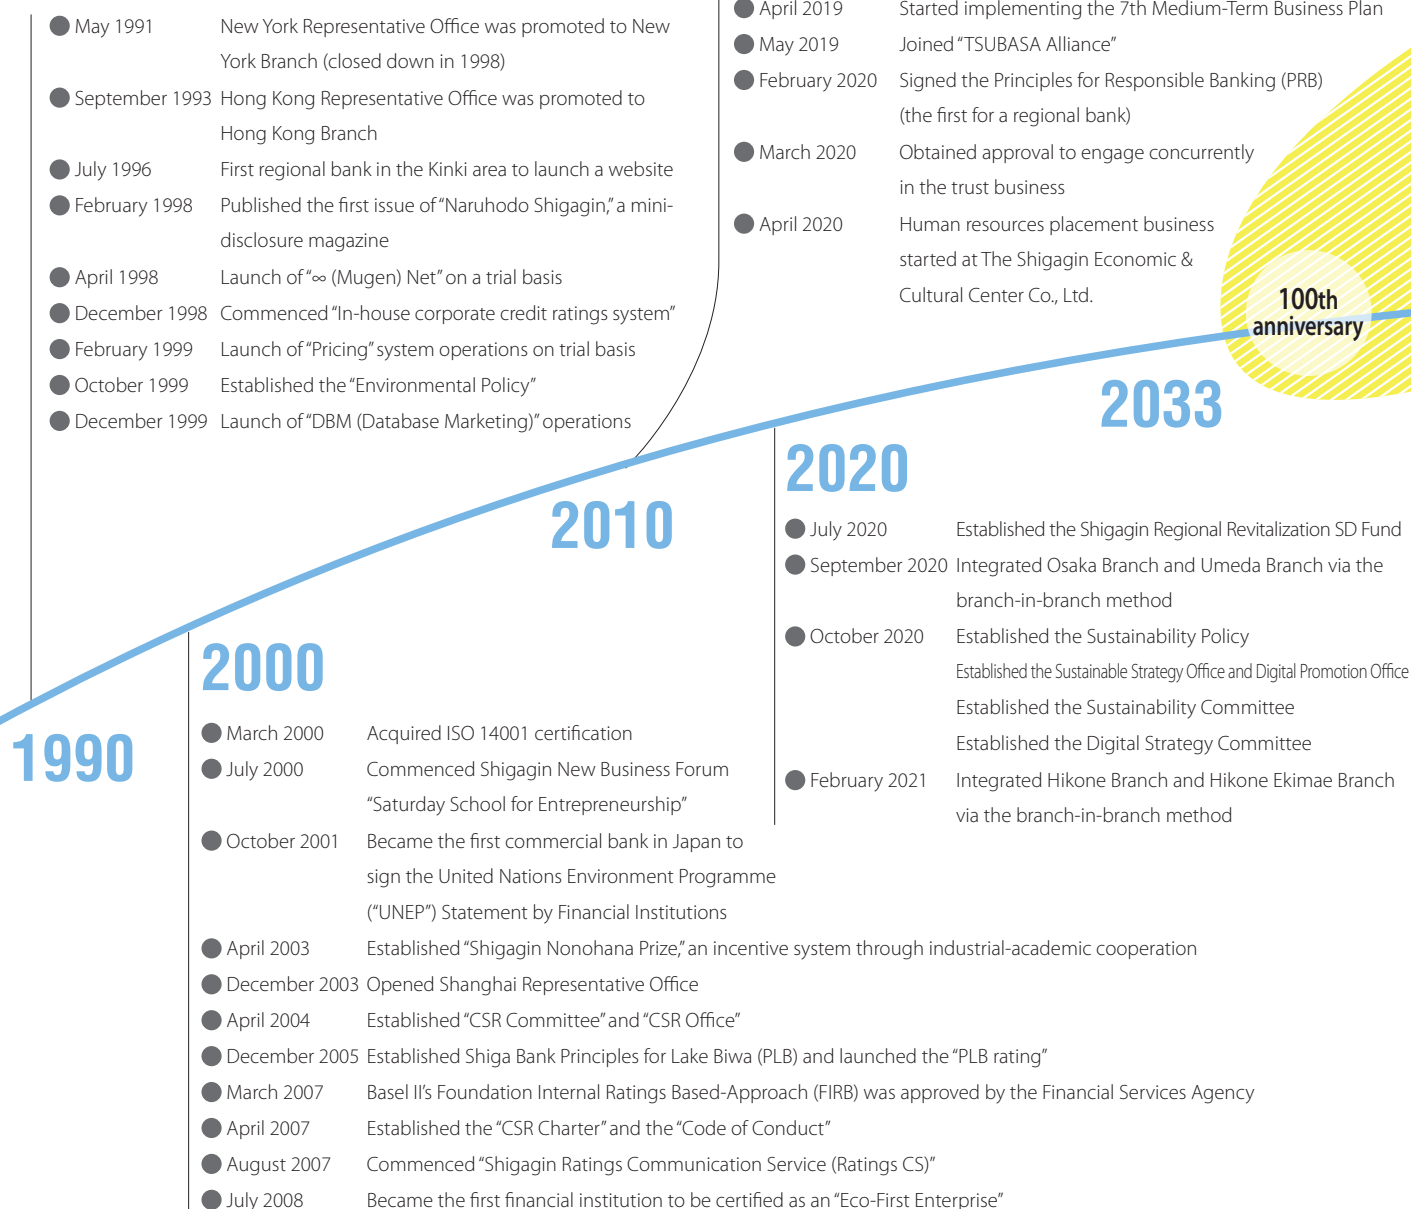 May 1991 New York Representative Office was promoted to New
York Branch (closed down in 1998)
September 1993 Hong Kong Representative Office was promoted to
Hong Kong Branch
July 1996 First regional bank in the Kinki area to launch a website
February 1998 Published the first issue of “Naruhodo Shigagin,” a mini-
disclosure magazine
April 1998 Launch of “∞ (Mugen) Net” on a trial basis
December 1998 Commenced “In-house corporate credit ratings system”
February 1999 Launch of “Pricing” system operations on trial basis
October 1999 Established the “Environmental Policy”
December 1999 Launch of “DBM (Database Marketing)” operations
1990
2000
March 2000 Acquired ISO 14001 certification
July 2000 Commenced Shigagin New Business Forum
“Saturday School for Entrepreneurship”
October 2001 Became the first commercial bank in Japan to
sign the United Nations Environment Programme
(“UNEP”) Statement by Financial Institutions
April 2003 Established “Shigagin Nonohana Prize,” an incentive system through industrial-academic cooperation
December 2003 Opened Shanghai Representative Office
April 2004 Established “CSR Committee” and “CSR Office”
December 2005 Established Shiga Bank Principles for Lake Biwa (PLB) and launched the “PLB rating”
March 2007 Basel II’s Foundation Internal Ratings Based-Approach (FIRB) was approved by the Financial Services Agency
April 2007 Established the “CSR Charter” and the “Code of Conduct”
August 2007 Commenced “Shigagin Ratings Communication Service (Ratings CS)”
July 2008 Became the first financial institution to be certified as an “Eco-First Enterprise”
2010
April 2019 Started implementing the 7th Medium-Term Business Plan
May 2019 Joined “TSUBASA Alliance”
February 2020 Signed the Principles for Responsible Banking (PRB)
(the first for a regional bank)
March 2020 Obtained approval to engage concurrently
in the trust business
April 2020 Human resources placement business
started at The Shigagin Economic &
Cultural Center Co., Ltd.
2020
July 2020 Established the Shigagin Regional Revitalization SD Fund
September 2020 Integrated Osaka Branch and Umeda Branch via the
branch-in-branch method
October 2020 Established the Sustainability Policy
Established the Sustainable Strategy Office and Digital Promotion Office
Established the Sustainability Committee
Established the Digital Strategy Committee
February 2021 Integrated Hikone Branch and Hikone Ekimae Branch
via the branch-in-branch method
2033
100th
anniversary